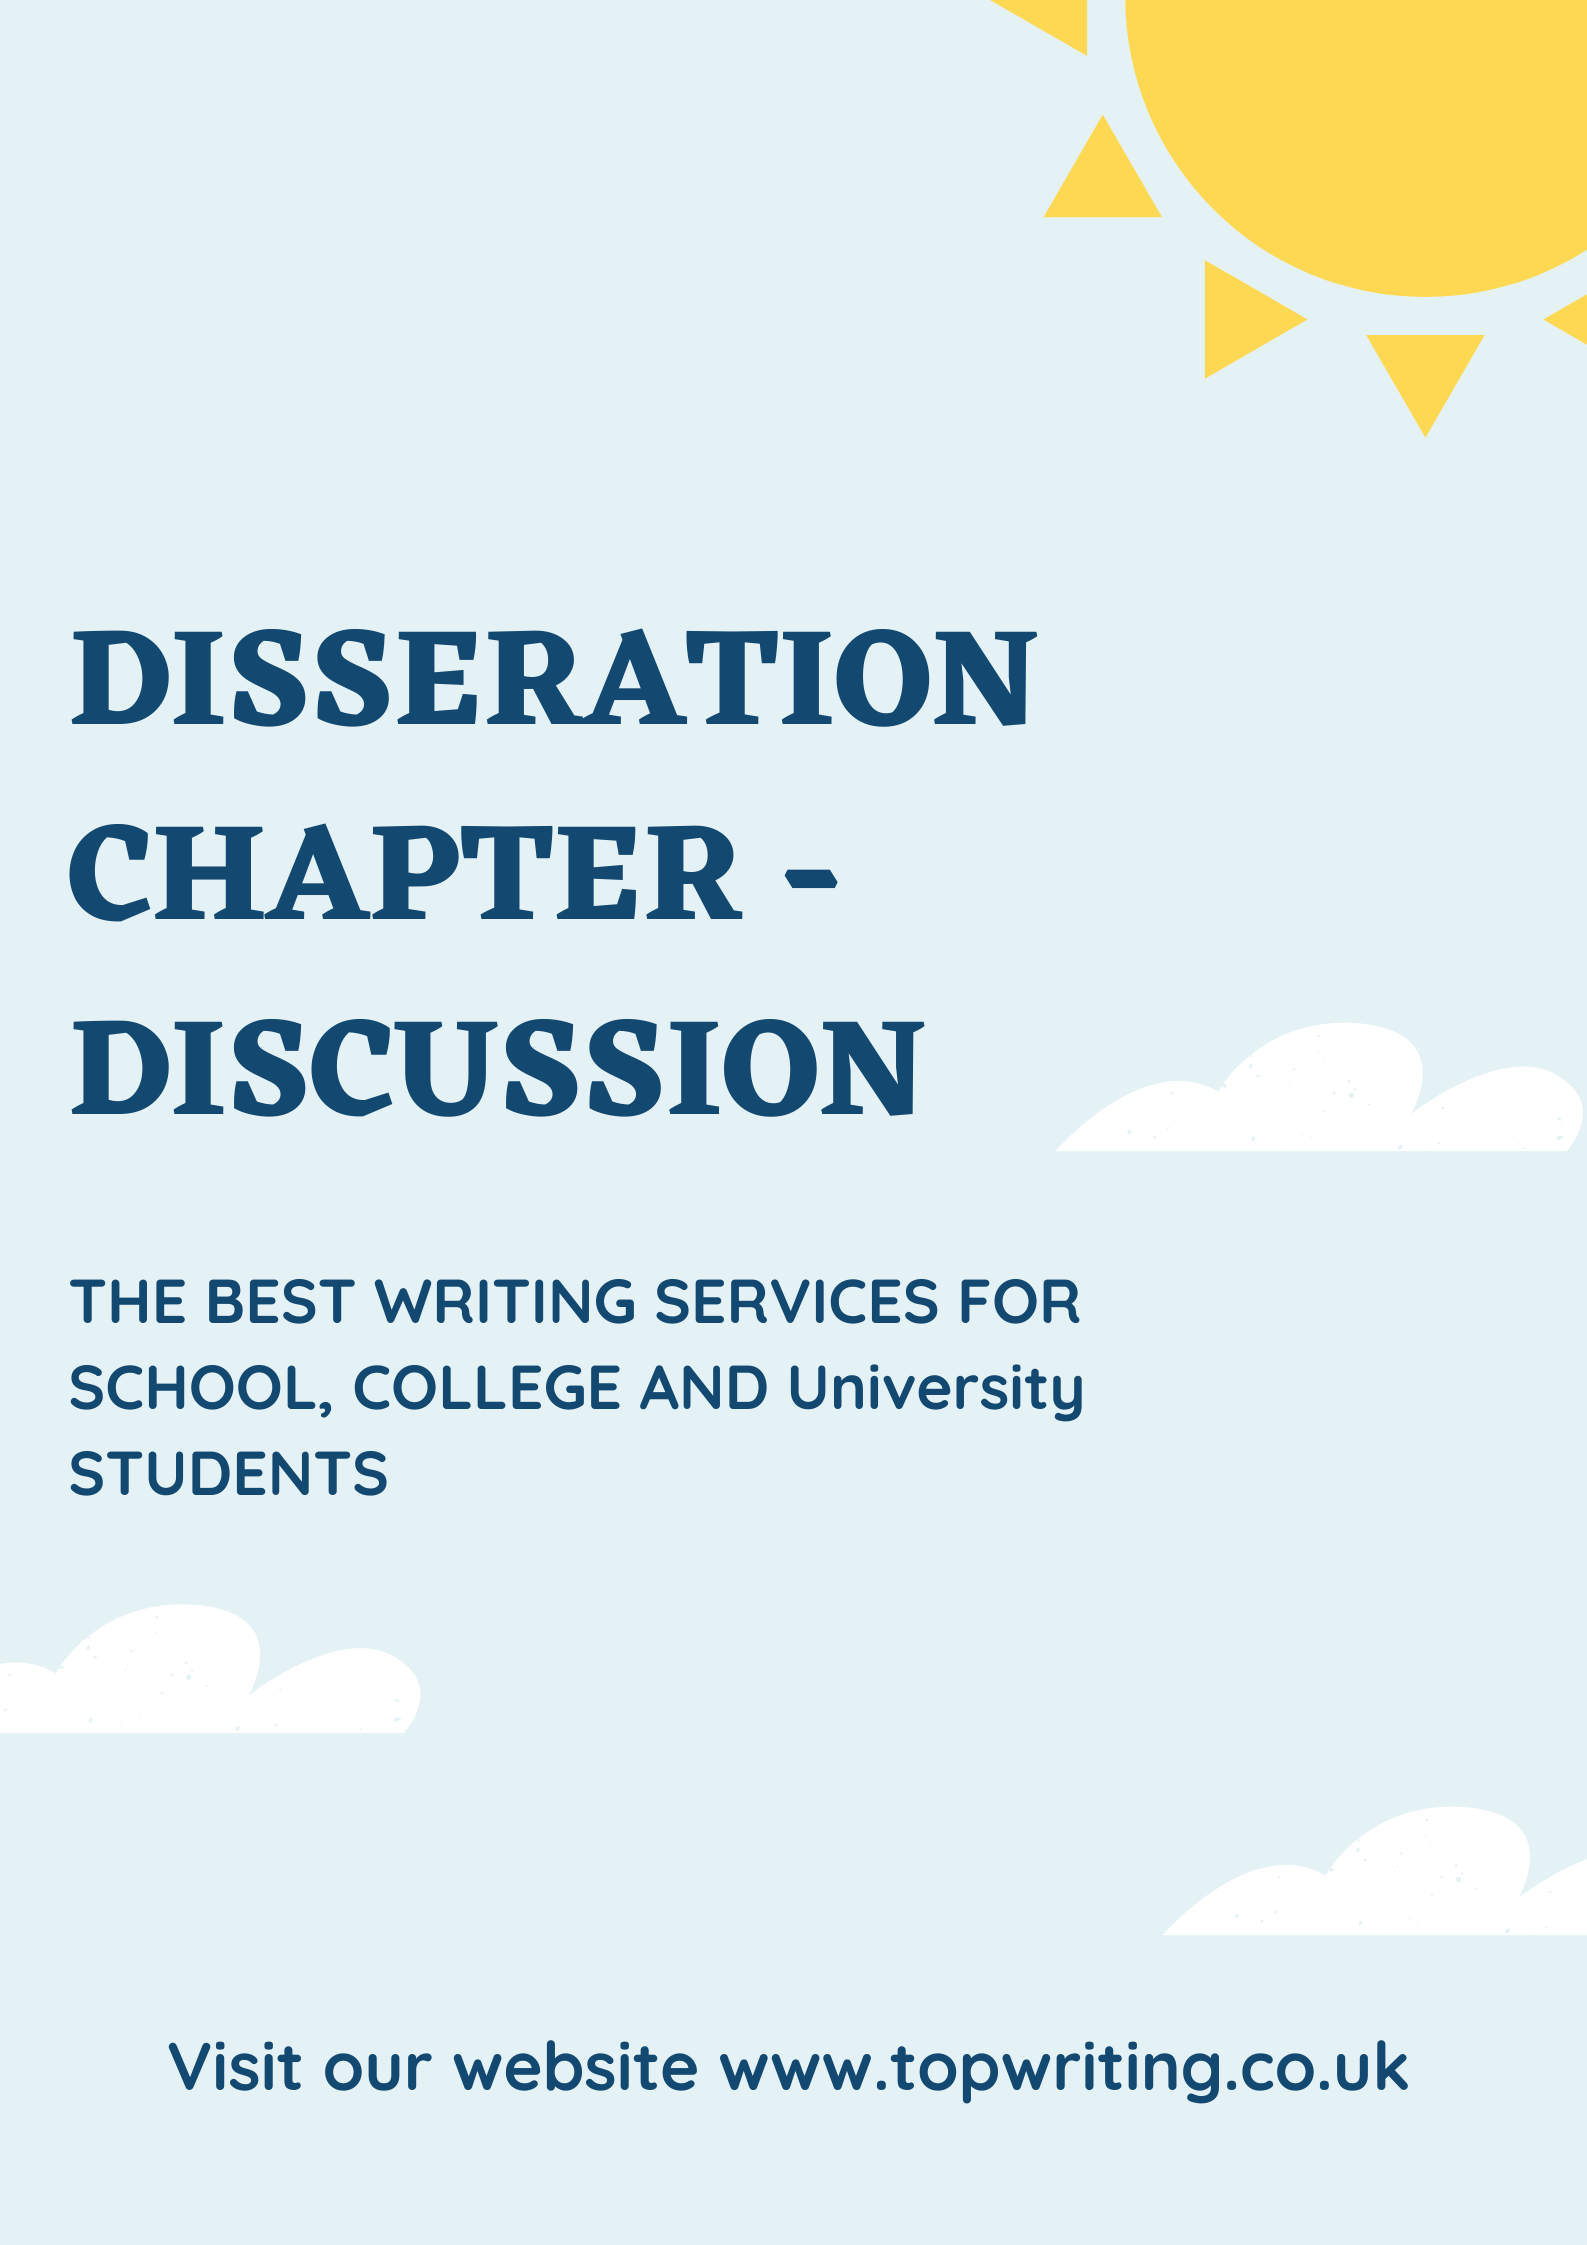 DISSERATION
CHAPTER -
DISCUSSION
THE BEST WRITING SERVICES FOR
SCHOOL, COLLEGE AND University
STUDENTS
Visit our website www.topwriting.co.uk